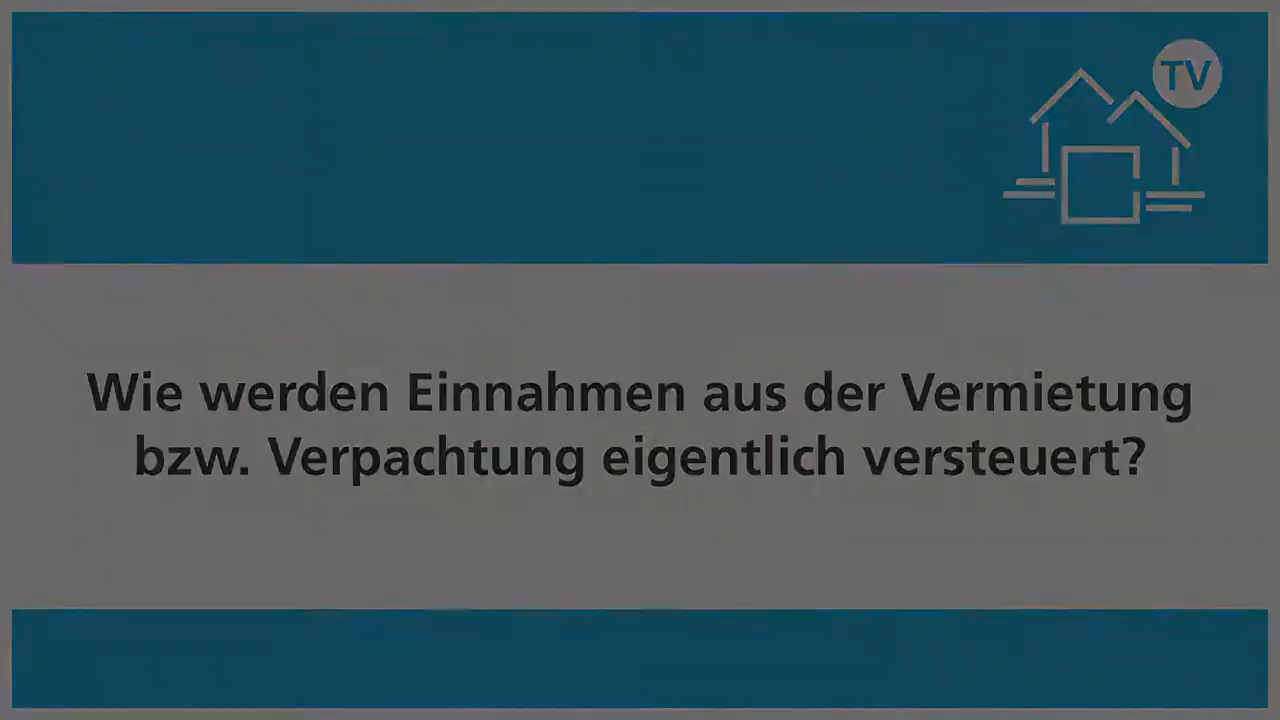 TV
Wie werden Einnahmen aus der Vermietung
bzw. Verpachtung eigentlich versteuert?